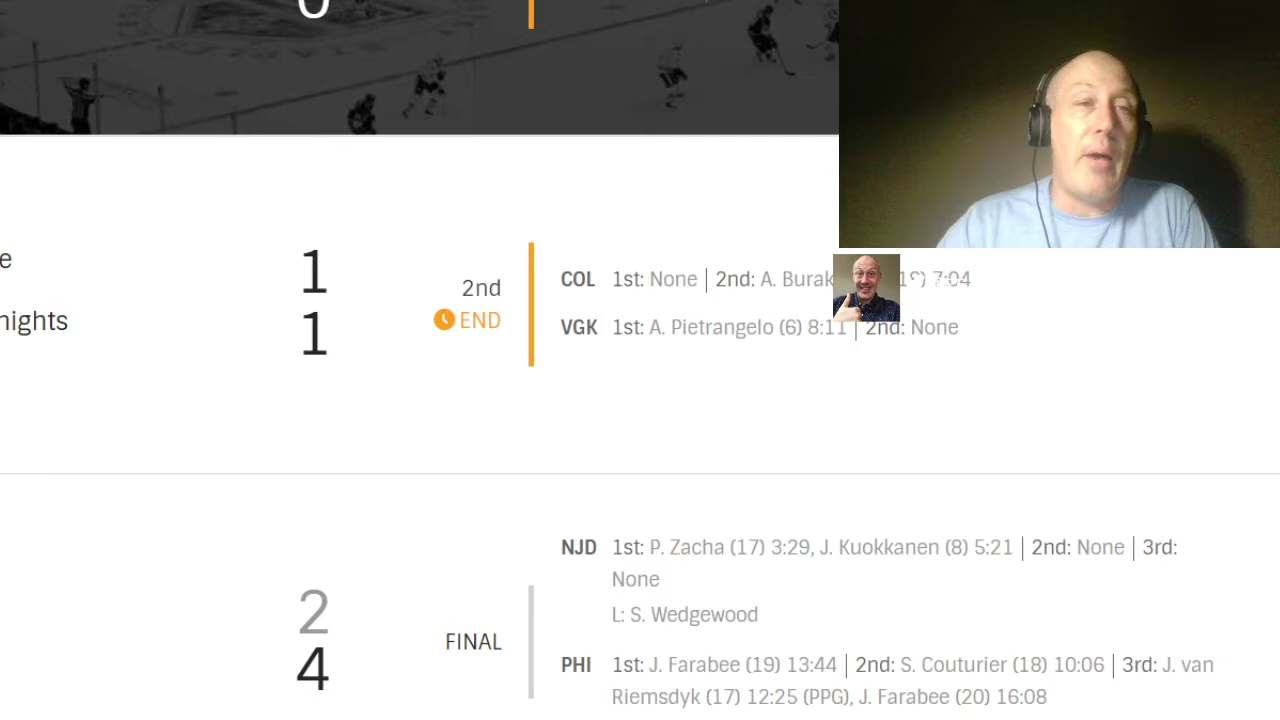 0
e
1
2nd
COL 1st: None | 2nd: A. Burak 19) 7:04
nights
1
END
VGK 1st: A. Pietrangelo (6) 8:11 | 2nd: None
NJD 1st: P. Zacha (17) 3:29, J. Kuokkanen (8) 5:21 | 2nd: None | 3rd:
None
2
L: S. Wedgewood
FINAL
4
PHI 1st: J. Farabee (19) 13:44 | 2nd: S. Couturier (18) 10:06 | 3rd: J. van
Riemsdyk (17) 12:25 (PPG), J. Farabee (20) 16:08